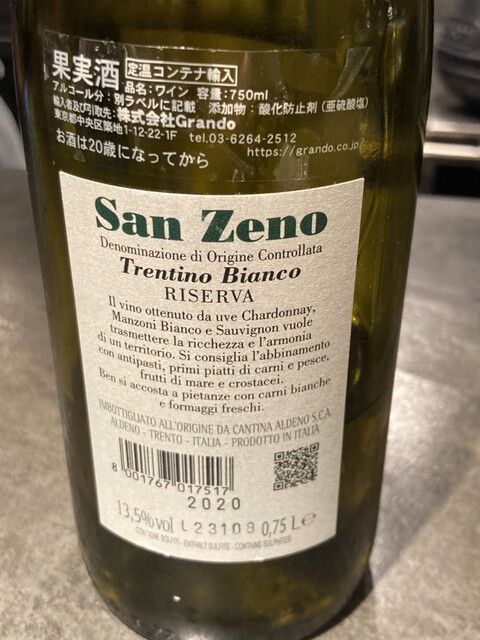 果実酒 定温コンテナ輸入
品名：ワイン 容量：750ml
アルコール分：別ラベルに記載 添加物：酸化防止剤（亜硫酸塩）
輸入者及び引取先：株式会社Grando
東京都中央区築地1-12-22-1F tel.03-6264-2512
お酒は20歳になってから https://grando.co.jp/
San Zeno
Denominazione di Origine Controllata
Trentino Bianco
RISERVA
Il vino ottenuto da uve Chardonnay,
Manzoni Bianco e Sauvignon vuole
trasmettere la ricchezza e l'armonia
di un territorio. Si consiglia l'abbinamento
con antipasti, primi piatti di carni e pesce,
frutti di mare e crostacei.
Ben si accosta a pietanze con carni bianche
e formaggi freschi.
IMBOTTIGLIATO ALL'ORIGINE DA CANTINA ALDENO S.C.A.
ALDENO - TRENTO - ITALIA - PRODOTTO IN ITALIA
8 001767 017517
2020
13,5%vol L23108 0,75 L℮
CONTIENE SOLFITI - ENTHÄLT SULFITE - CONTAINS SULPHITES